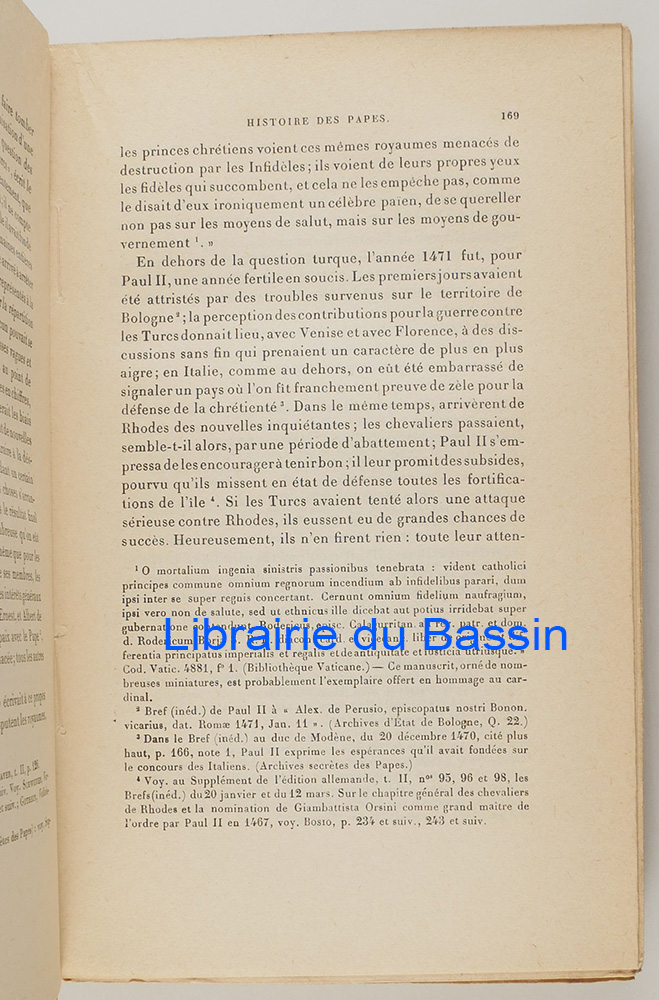 HISTOIRE DES PAPES. 169
les princes chrétiens voient ces mêmes royaumes menacés de
destruction par les Infidèles; ils voient de leurs propres yeux
les fidèles qui succombent, et cela ne les empêche pas, comme
le disait d'eux ironiquement un célèbre païen, de se quereller
non pas sur les moyens de salut, mais sur les moyens de gou-
vernement ¹. »
En dehors de la question turque, l'année 1471 fut, pour
Paul II, une année fertile en soucis. Les premiers jours avaient
été attristés par des troubles survenus sur le territoire de
Bologne ²; la perception des contributions pour la guerre contre
les Turcs donnait lieu, avec Venise et avec Florence, à des dis-
cussions sans fin qui prenaient un caractère de plus en plus
aigre; en Italie, comme au dehors, on eût été embarrassé de
signaler un pays où l'on fit franchement preuve de zèle pour la
défense de la chrétienté ³. Dans le même temps, arrivèrent de
Rhodes des nouvelles inquiétantes; les chevaliers passaient,
semble-t-il alors, par une période d'abattement; Paul II s'em-
pressa de les encourager à tenir bon; il leur promit des subsides,
pourvu qu'ils missent en état de défense toutes les fortifica-
tions de l'île ⁴. Si les Turcs avaient tenté alors une attaque
sérieuse contre Rhodes, ils eussent eu de grandes chances de
succès. Heureusement, ils n'en firent rien : toute leur atten-
¹ O mortalium ingenia sinistris passionibus tenebrata : vident catholici
principes commune omnium regnorum incendium ab infidelibus parari, dum
ipsi inter se super regnis concertant. Cernunt omnium fidelium naufragium,
ipsi vero non de salute, sed ut ethnicus ille dicebat aut potius irridebat super
gubernatione contendunt. Rodericus episc. Calaguritan.
Librairie du Bassin
ferentia principatus imperialis et regalis et de antiquitate et iusticia utriusque. »
Cod. Vatic. 4881, fº 1. (Bibliothèque Vaticane.) — Ce manuscrit, orné de nom-
breuses miniatures, est probablement l'exemplaire offert en hommage au car-
dinal.
² Bref (inéd.) de Paul II à « Alex. de Perusio, episcopatus nostri Bonon.
vicarius, dat. Romæ 1471, Jan. 11 ». (Archives d'État de Bologne, Q. 22.)
³ Dans le Bref (inéd.) au duc de Modène, du 20 décembre 1470, cité plus
haut, p. 166, note 1, Paul II exprime les espérances qu'il avait fondées sur
le concours des Italiens. (Archives secrètes des Papes.)
⁴ Voy. au Supplément de l'édition allemande, t. II, nᵒˢ 95, 96 et 98, les
Brefs (inéd.) du 20 janvier et du 12 mars. Sur le chapitre général des chevaliers
de Rhodes et la nomination de Giambattista Orsini comme grand maître de
l'ordre par Paul II en 1467, voy. BOSIO, p. 234 et suiv., 243 et suiv.